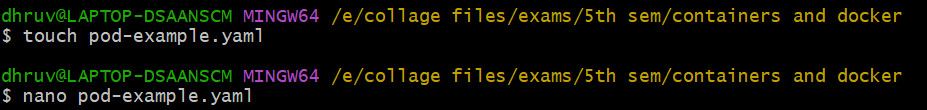 dhruv@LAPTOP-DSAANSCM MINGW64 /e/collage files/exams/5th sem/containers and docker
$ touch pod-example.yaml
dhruv@LAPTOP-DSAANSCM MINGW64 /e/collage files/exams/5th sem/containers and docker
$ nano pod-example.yaml